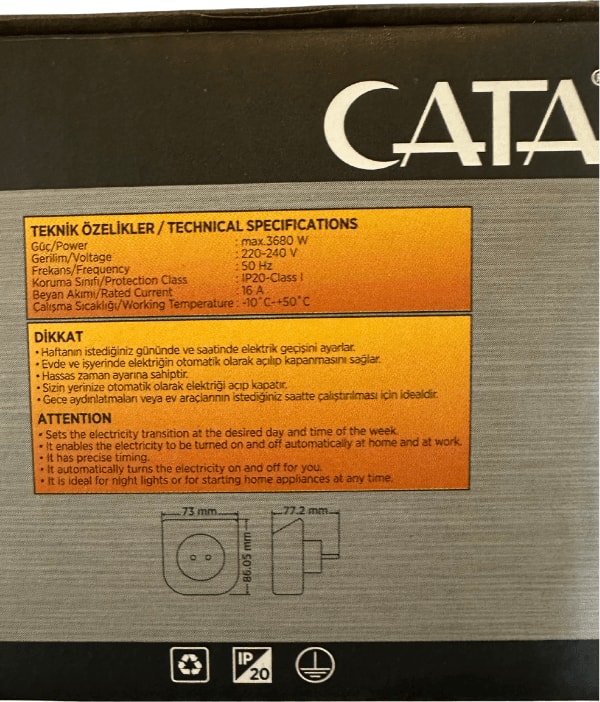 CATA®
TEKNİK ÖZELİKLER / TECHNICAL SPECIFICATIONS
Güç/Power : max.3680 W
Gerilim/Voltage : 220-240 V
Frekans/Frequency : 50 Hz
Koruma Sınıfı/Protection Class : IP20-Class I
Beyan Akımı/Rated Current : 16 A
Çalışma Sıcaklığı/Working Temperature : -10°C-+50°C
DİKKAT
• Haftanın istediğiniz gününde ve saatinde elektrik geçişini ayarlar.
• Evde ve işyerinde elektriğin otomatik olarak açılıp kapanmasını sağlar.
• Hassas zaman ayarına sahiptir.
• Sizin yerinize otomatik olarak elektriği açıp kapatır.
• Gece aydınlatmaları veya ev araçlarının istediğiniz saatte çalıştırılması için idealdir.
ATTENTION
• Sets the electricity transition at the desired day and time of the week.
• It enables the electricity to be turned on and off automatically at home and at work.
• It has precise timing.
• It automatically turns the electricity on and off for you.
• It is ideal for night lights or for starting home appliances at any time.
73 mm
77.2 mm
86.05 mm
IP
20